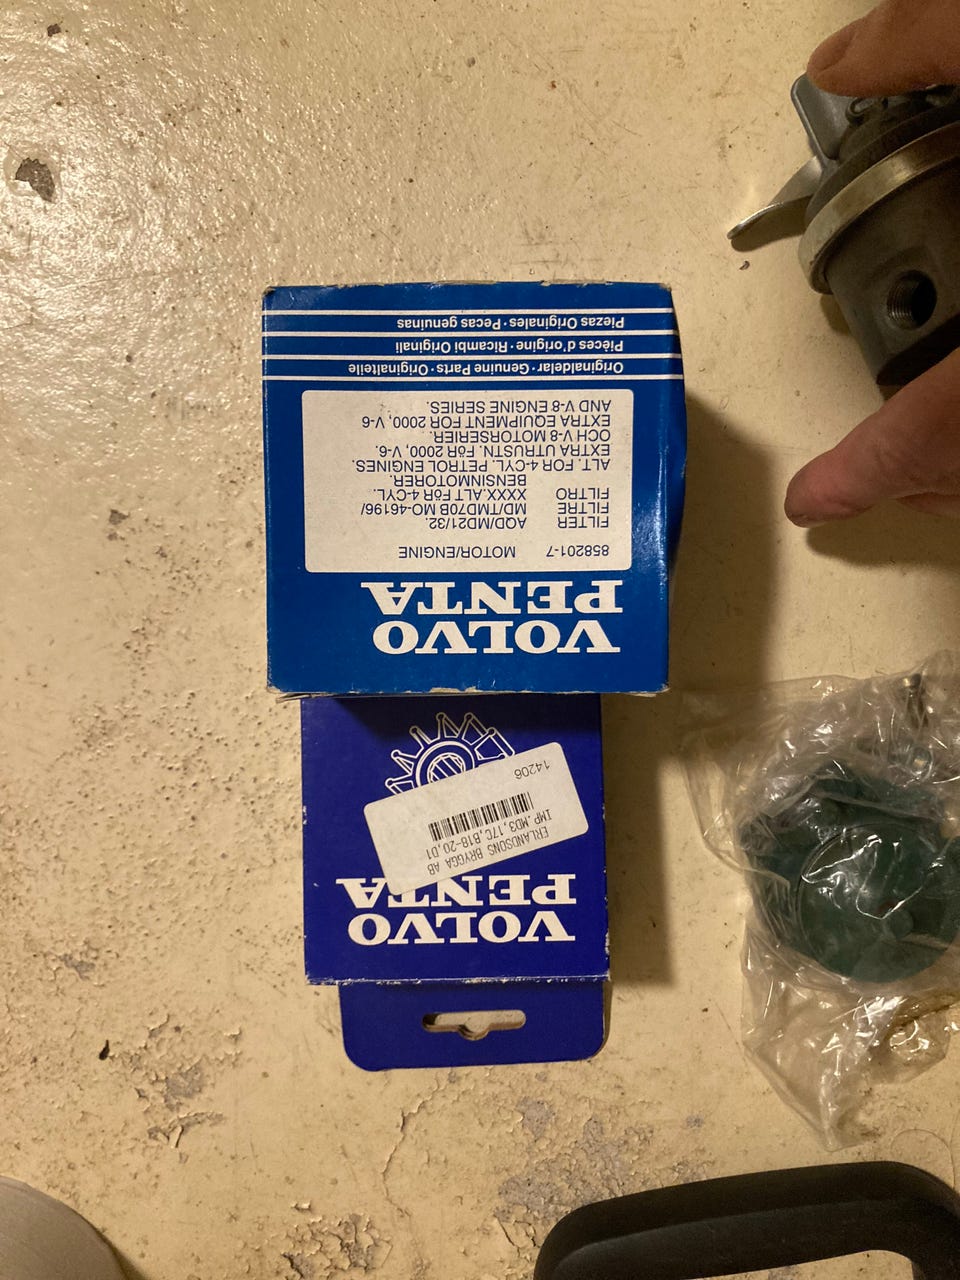 VOLVO
PENTA
858201-7 MOTOR/ENGINE
FILTER AQD/MD21/32.
FILTRE MD/TMD70B MO-46196/
FILTRO XXXX.ALT FÖR 4-CYL.
BENSINMOTORER.
ALT. FOR 4-CYL. PETROL ENGINES.
EXTRA UTRUSTN. FÖR 2000, V-6.
OCH V-8 MOTORSERIER.
EXTRA EQUIPMENT FOR 2000, V-6
AND V-8 ENGINE SERIES.
Originaldelar · Genuine Parts · Originalteile
Pièces d'origine · Ricambi Originali
Piezas Originales · Pecas genuinas
VOLVO
PENTA
ERLANDSONS BRYGGA AB
IMP.MD3,17C,B18-20,D1
14206